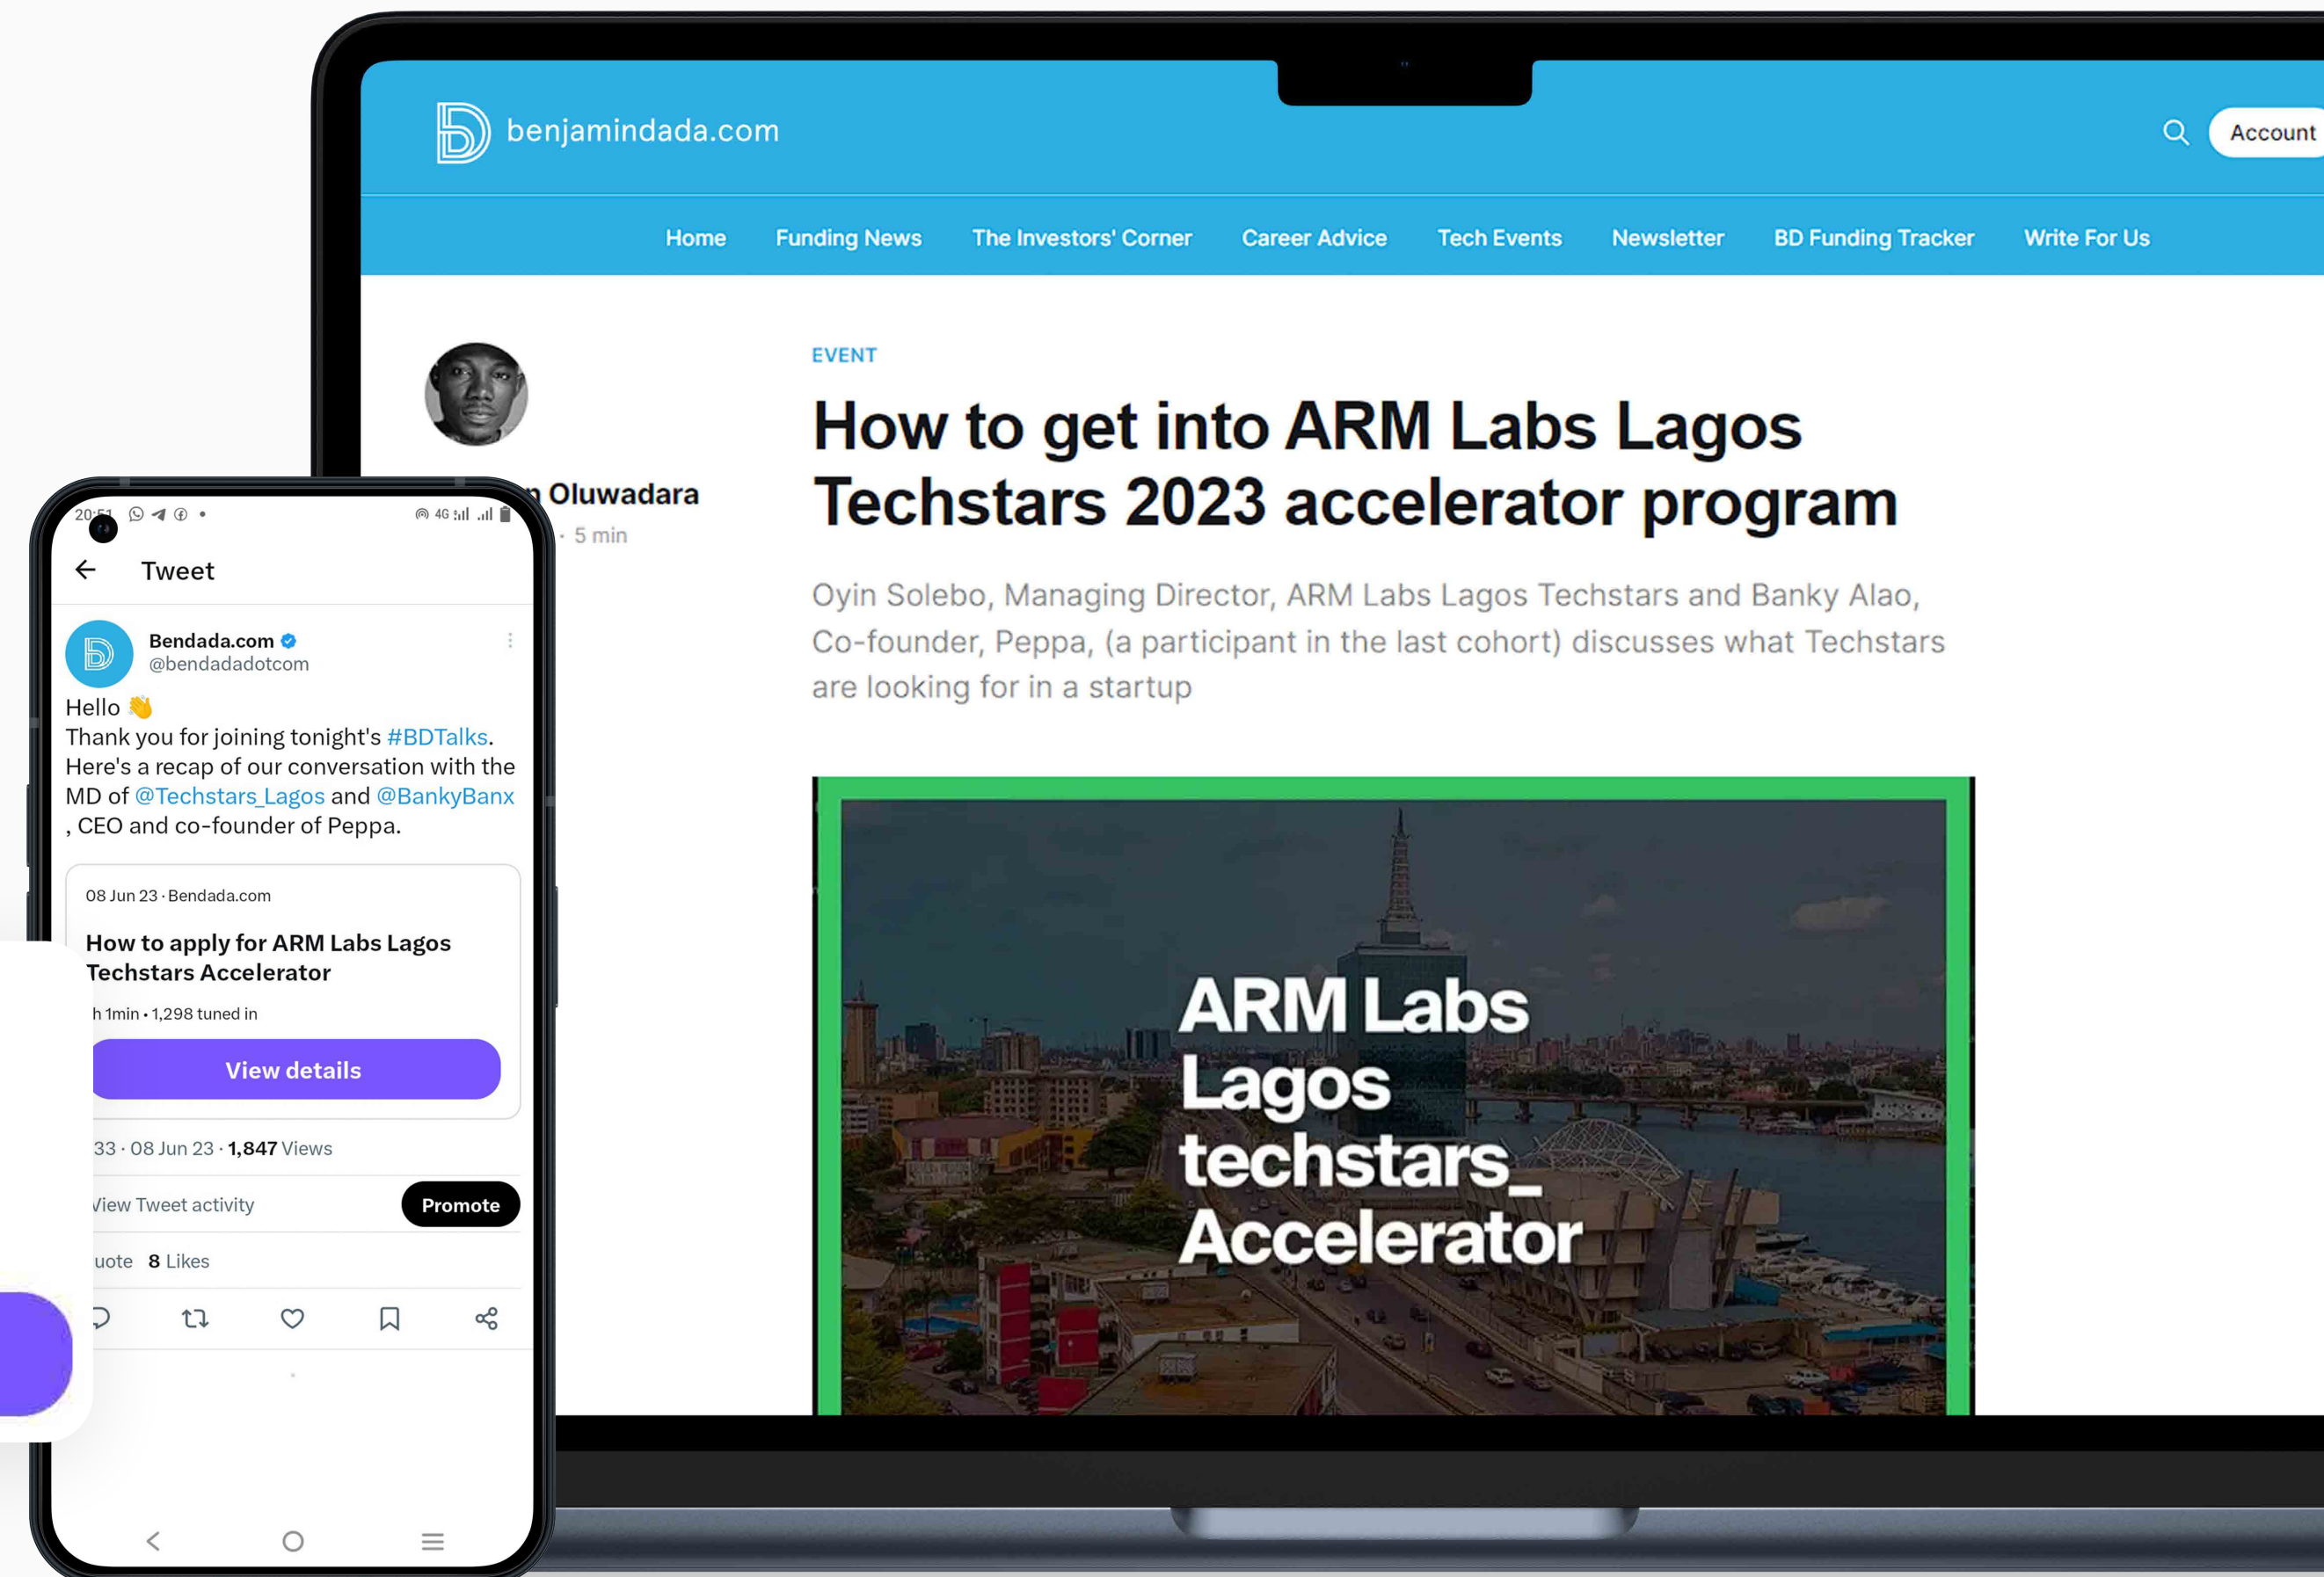 benjamindada.com
Account
Home Funding News The Investors' Corner Career Advice Tech Events Newsletter BD Funding Tracker Write For Us
Oluwadara
· 5 min
EVENT
How to get into ARM Labs Lagos
Techstars 2023 accelerator program
Oyin Solebo, Managing Director, ARM Labs Lagos Techstars and Banky Alao,
Co-founder, Peppa, (a participant in the last cohort) discusses what Techstars
are looking for in a startup
ARM Labs
Lagos
techstars_
Accelerator
20:51 4G
Tweet
Bendada.com
@bendadadotcom
Hello 👋
Thank you for joining tonight's #BDTalks.
Here's a recap of our conversation with the
MD of @Techstars_Lagos and @BankyBanx
, CEO and co-founder of Peppa.
08 Jun 23 · Bendada.com
How to apply for ARM Labs Lagos
Techstars Accelerator
h 1min • 1,298 tuned in
View details
33 · 08 Jun 23 · 1,847 Views
View Tweet activity
Promote
uote 8 Likes